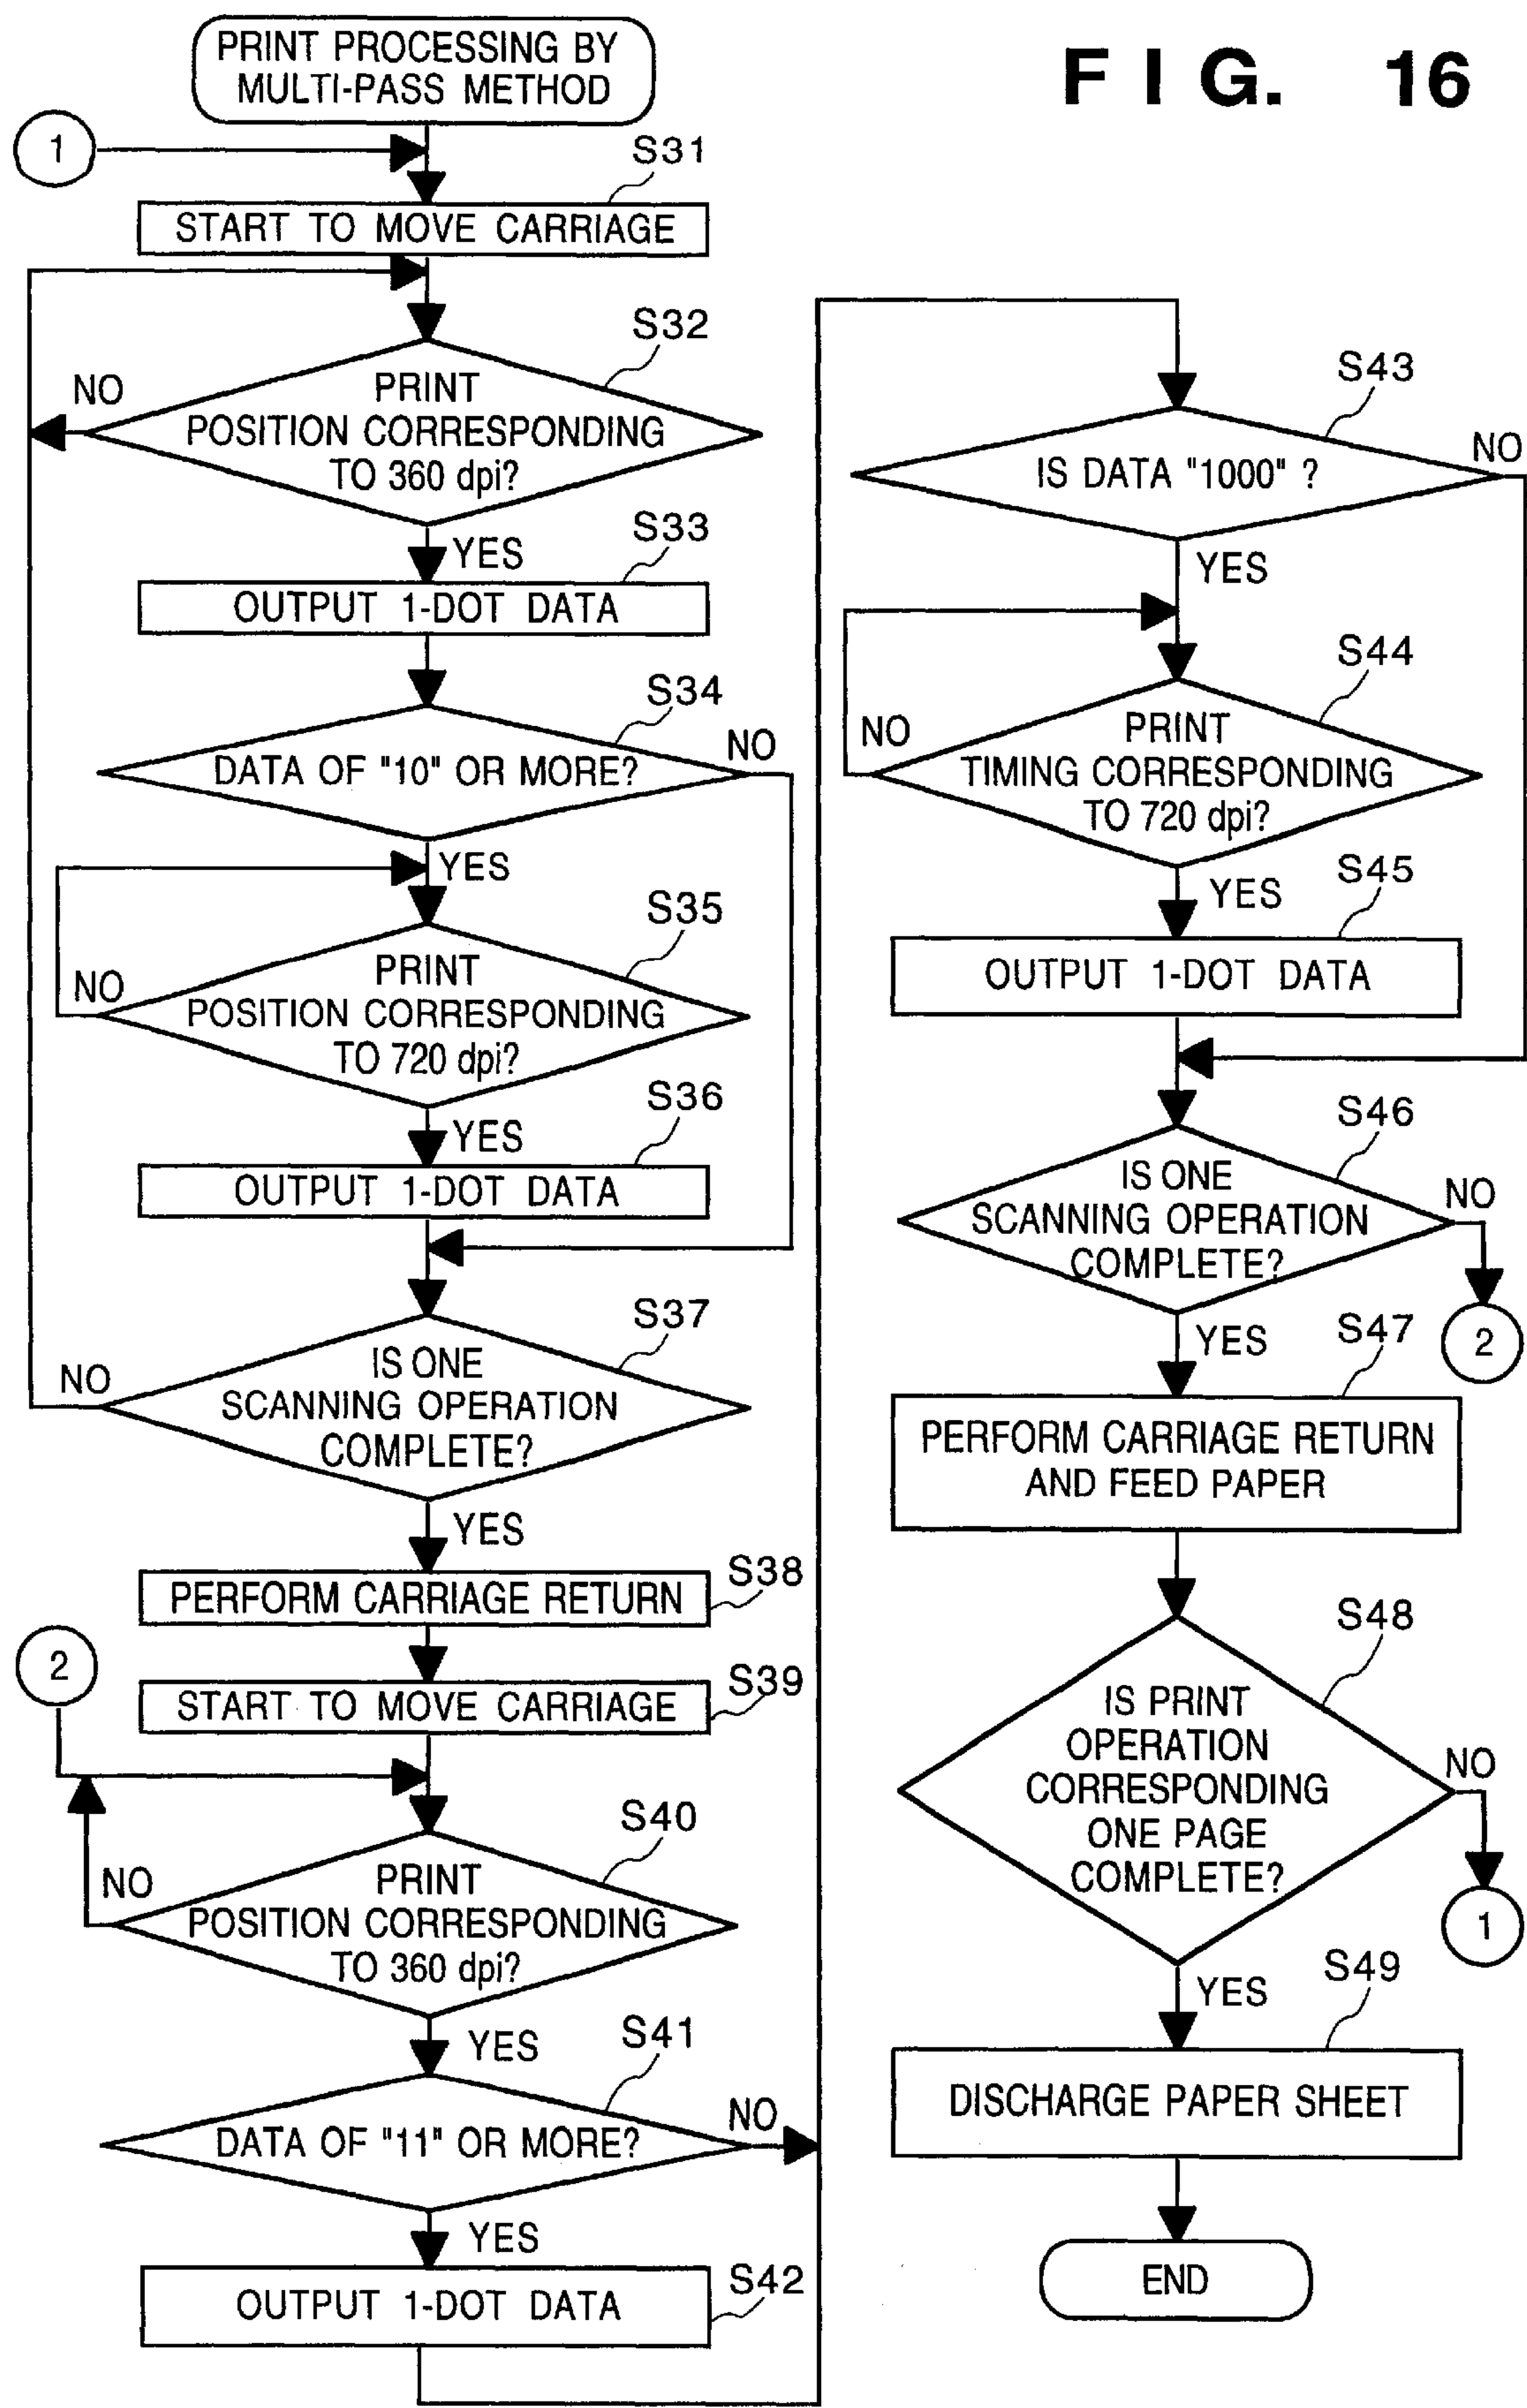 FIG. 16
PRINT PROCESSING BY
MULTI-PASS METHOD
1
S31
START TO MOVE CARRIAGE
S32
PRINT
POSITION CORRESPONDING
TO 360 dpi?
NO
YES
S33
OUTPUT 1-DOT DATA
S34
DATA OF "10" OR MORE?
NO
YES
S35
PRINT
POSITION CORRESPONDING
TO 720 dpi?
NO
YES
S36
OUTPUT 1-DOT DATA
S37
IS ONE
SCANNING OPERATION
COMPLETE?
NO
YES
S38
PERFORM CARRIAGE RETURN
2
S39
START TO MOVE CARRIAGE
S40
PRINT
POSITION CORRESPONDING
TO 360 dpi?
NO
YES
S41
DATA OF "11" OR MORE?
NO
YES
S42
OUTPUT 1-DOT DATA
S43
IS DATA "1000" ?
NO
YES
S44
PRINT
TIMING CORRESPONDING
TO 720 dpi?
NO
YES
S45
OUTPUT 1-DOT DATA
S46
IS ONE
SCANNING OPERATION
COMPLETE?
NO
2
YES
S47
PERFORM CARRIAGE RETURN
AND FEED PAPER
S48
IS PRINT
OPERATION
CORRESPONDING
ONE PAGE
COMPLETE?
NO
1
YES
S49
DISCHARGE PAPER SHEET
END